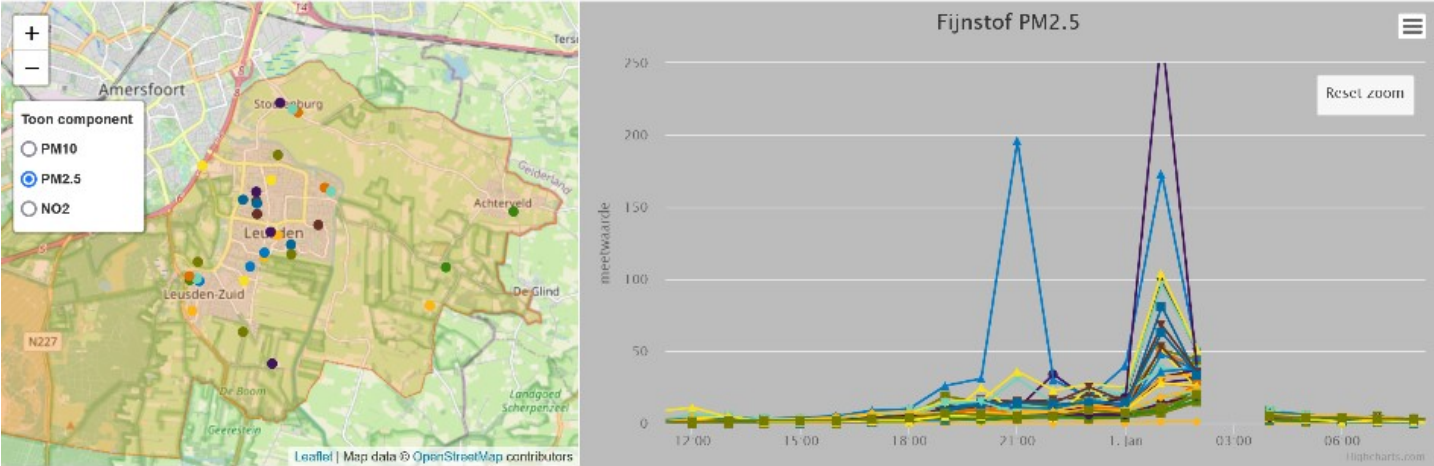 +
−
14
Amersfoort
Toon component
PM10
PM2.5
NO2
Gelderland
Achterveld
Leusden
De Glind
Leusden-Zuid
N227
De Boom
Geerestein
Landgoed
Scherpenzeel
Leaflet | Map data © OpenStreetMap contributors
Fijnstof PM2.5
Reset zoom
meetwaarde
250
200
150
100
50
0
12:00
15:00
18:00
21:00
1. Jan
03:00
06:00
Highcharts.com